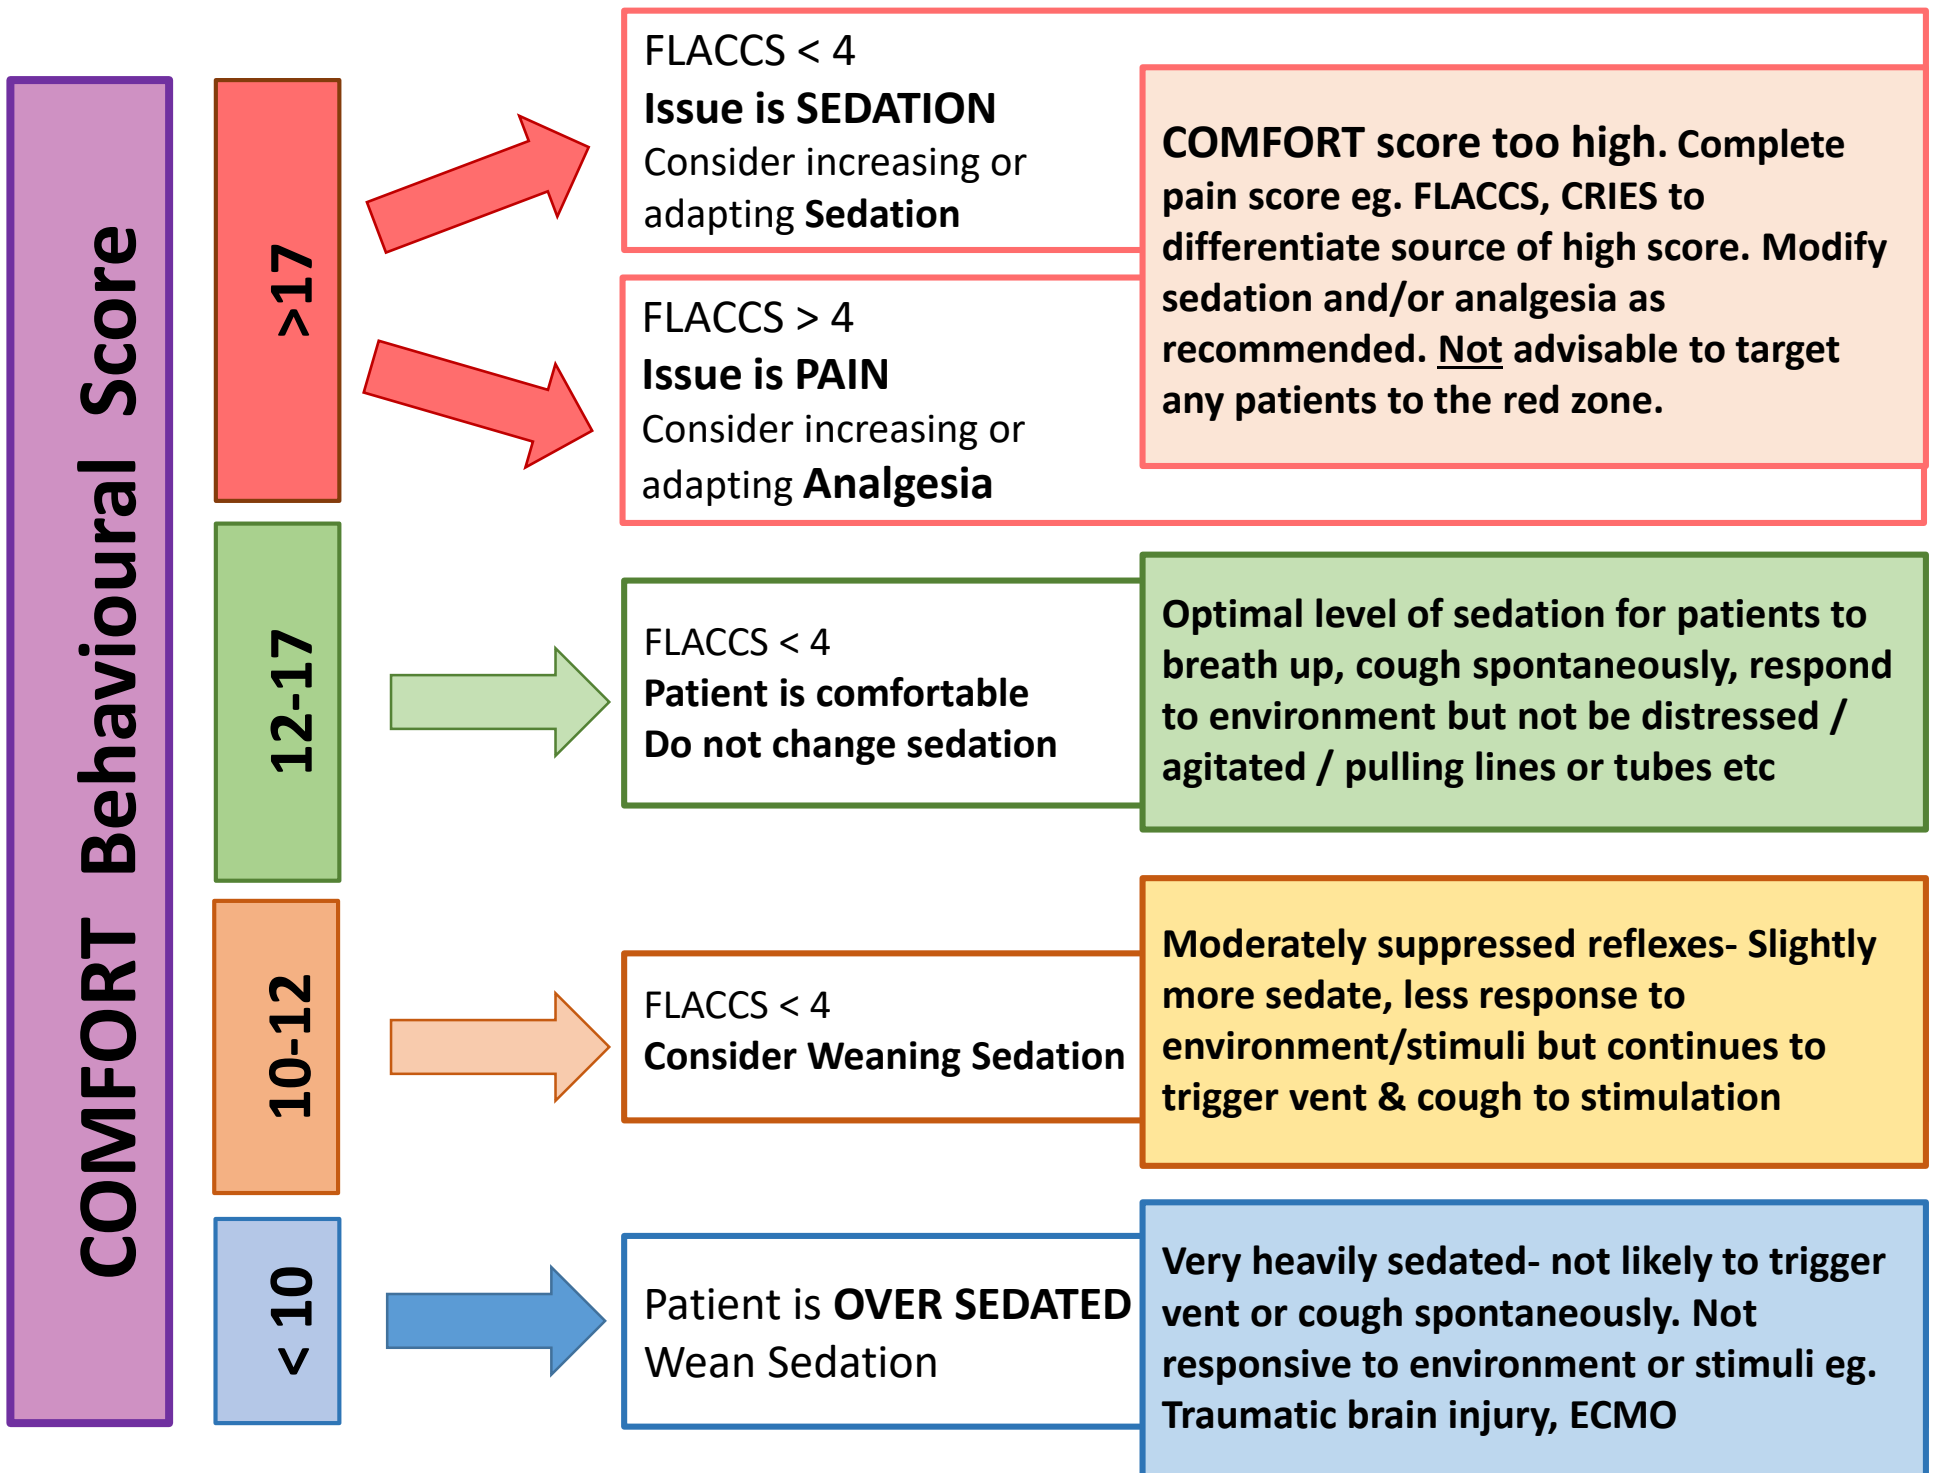 COMFORT Behavioural Score
>17
FLACCS < 4
Issue is SEDATION
Consider increasing or
adapting Sedation
FLACCS > 4
Issue is PAIN
Consider increasing or
adapting Analgesia
COMFORT score too high. Complete
pain score eg. FLACCS, CRIES to
differentiate source of high score. Modify
sedation and/or analgesia as
recommended. Not advisable to target
any patients to the red zone.
12-17
FLACCS < 4
Patient is comfortable
Do not change sedation
Optimal level of sedation for patients to
breath up, cough spontaneously, respond
to environment but not be distressed /
agitated / pulling lines or tubes etc
10-12
FLACCS < 4
Consider Weaning Sedation
Moderately suppressed reflexes- Slightly
more sedate, less response to
environment/stimuli but continues to
trigger vent & cough to stimulation
< 10
Patient is OVER SEDATED
Wean Sedation
Very heavily sedated- not likely to trigger
vent or cough spontaneously. Not
responsive to environment or stimuli eg.
Traumatic brain injury, ECMO